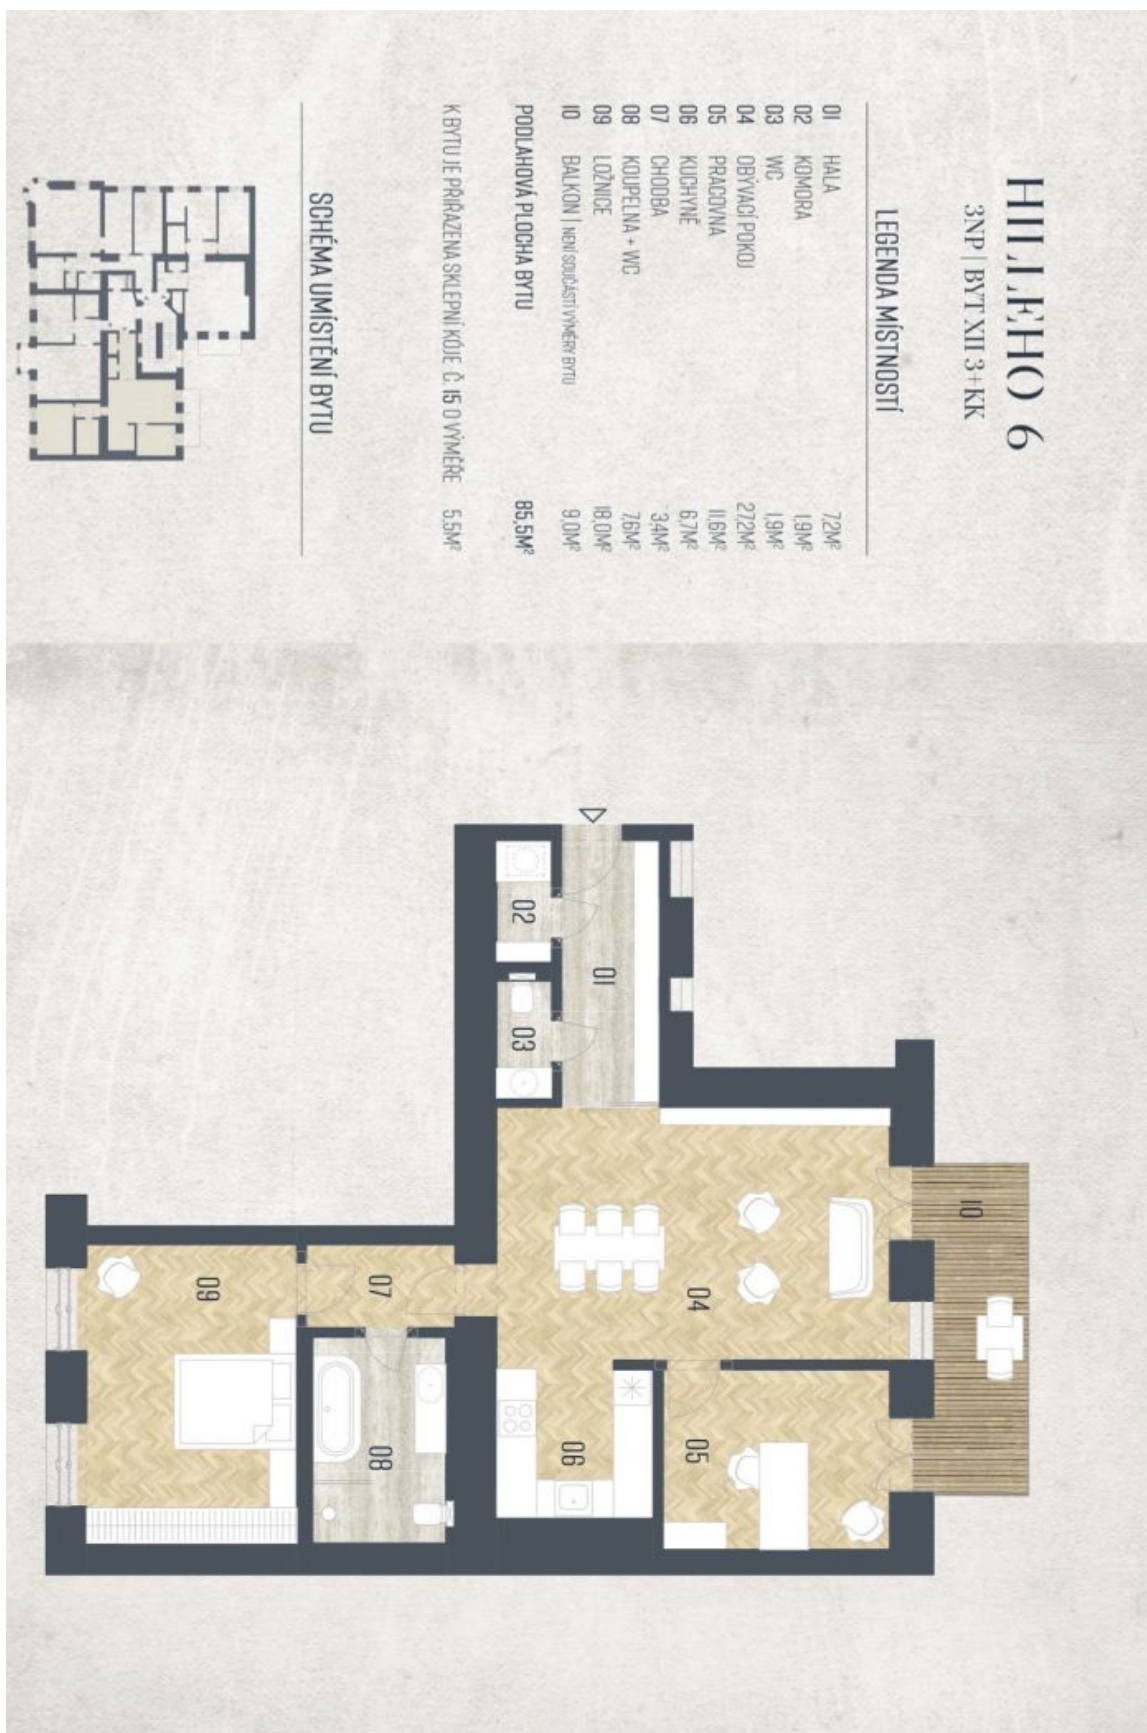 HILLEHO 6
3NP | BYT XII 3+KK
LEGENDA MÍSTNOSTÍ
01 HALA 7,2M²
02 KOMORA 1,9M²
03 WC 1,9M²
04 OBÝVACÍ POKOJ 27,2M²
05 PRACOVNA 11,6M²
06 KUCHYNĚ 6,7M²
07 CHODBA 3,4M²
08 KOUPELNA + WC 7,6M²
09 LOŽNICE 18,0M²
10 BALKON | NENÍ SOUČÁSTÍ VÝMĚRY BYTU 9,0M²
PODLAHOVÁ PLOCHA BYTU 85,5M²
K BYTU JE PŘIŘAZENA SKLEPNÍ KÓJE Č. 15 O VÝMĚŘE 5,5M²
SCHÉMA UMÍSTĚNÍ BYTU
10
04
05
01
02
03
06
07
08
09